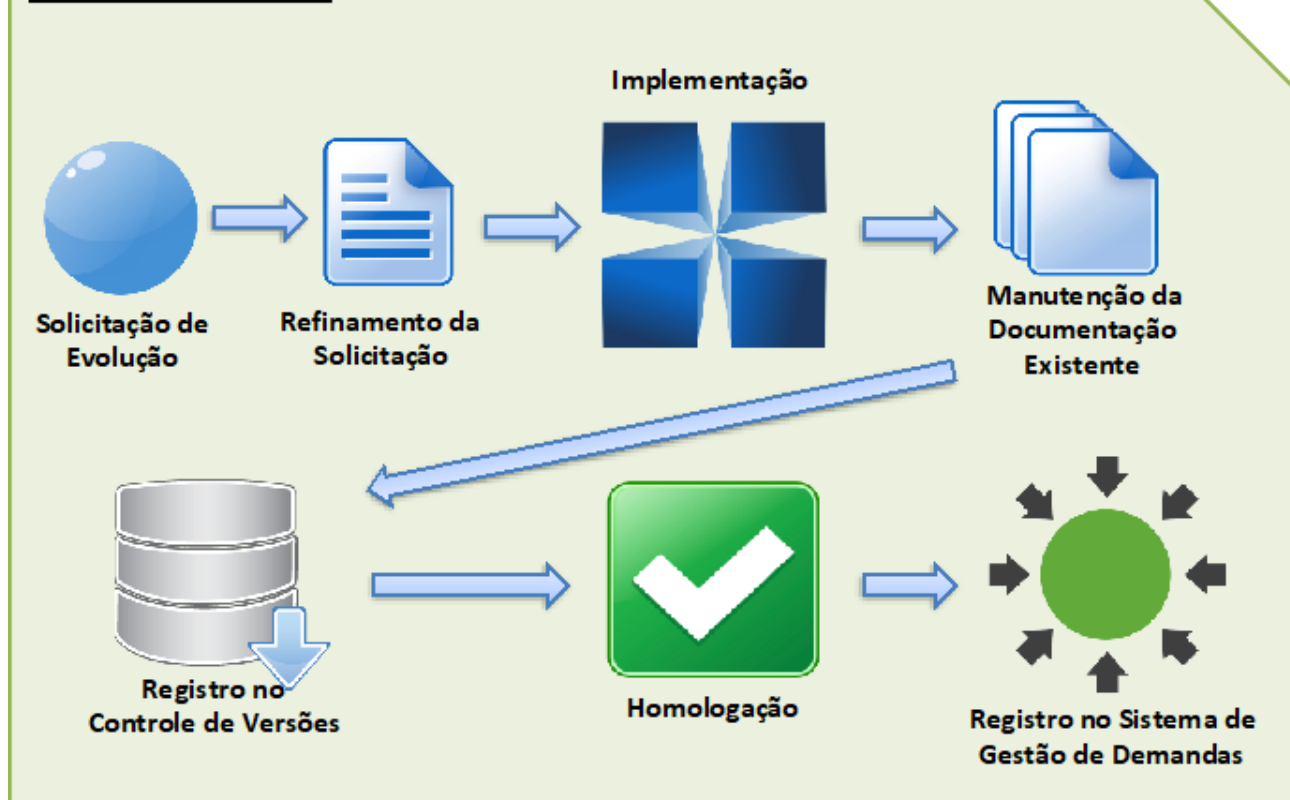 Solicitação de
Evolução
Refinamento da
Solicitação
Implementação
Manutenção da
Documentação
Existente
Registro no
Controle de Versões
Homologação
Registro no Sistema de
Gestão de Demandas